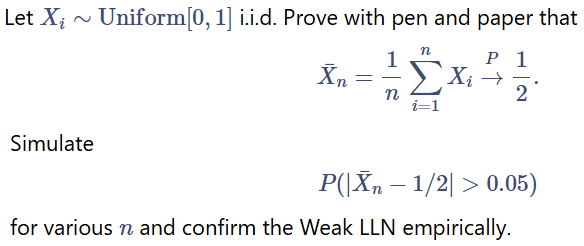 Let $X_i \sim \text{Uniform}[0, 1]$ i.i.d. Prove with pen and paper that
$$\bar{X}_n = \frac{1}{n} \sum_{i=1}^{n} X_i \xrightarrow{P} \frac{1}{2}.$$
Simulate
$$P(|\bar{X}_n - 1/2| > 0.05)$$
for various $n$ and confirm the Weak LLN empirically.